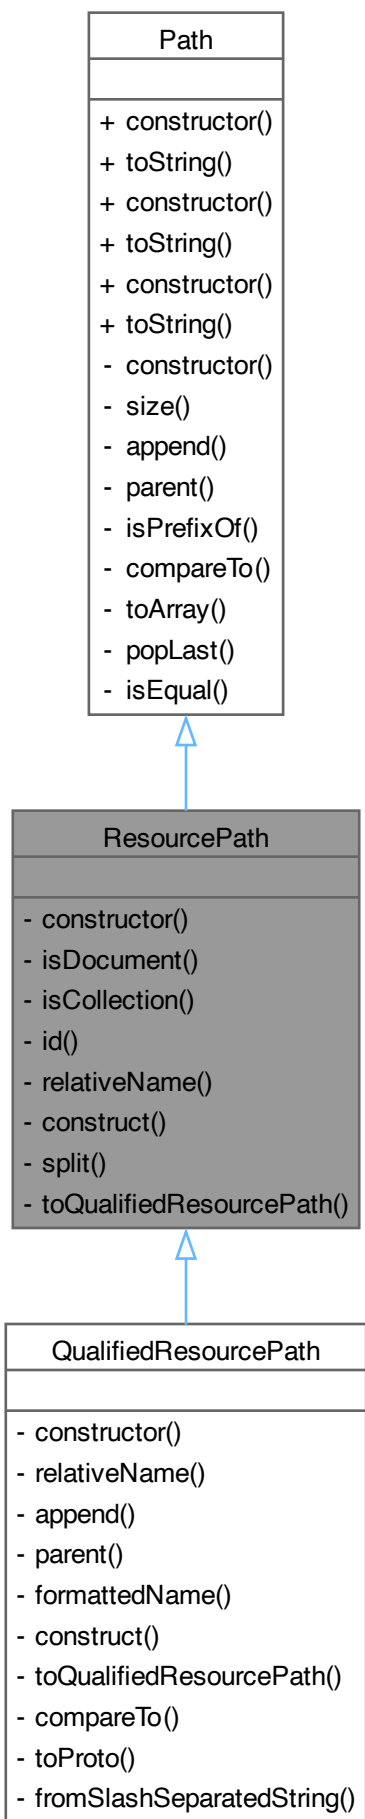 Path
+ constructor()
+ toString()
+ constructor()
+ toString()
+ constructor()
+ toString()
- constructor()
- size()
- append()
- parent()
- isPrefixOf()
- compareTo()
- toArray()
- popLast()
- isEqual()
ResourcePath
- constructor()
- isDocument()
- isCollection()
- id()
- relativeName()
- construct()
- split()
- toQualifiedResourcePath()
QualifiedResourcePath
- constructor()
- relativeName()
- append()
- parent()
- formattedName()
- construct()
- toQualifiedResourcePath()
- compareTo()
- toProto()
- fromSlashSeparatedString()